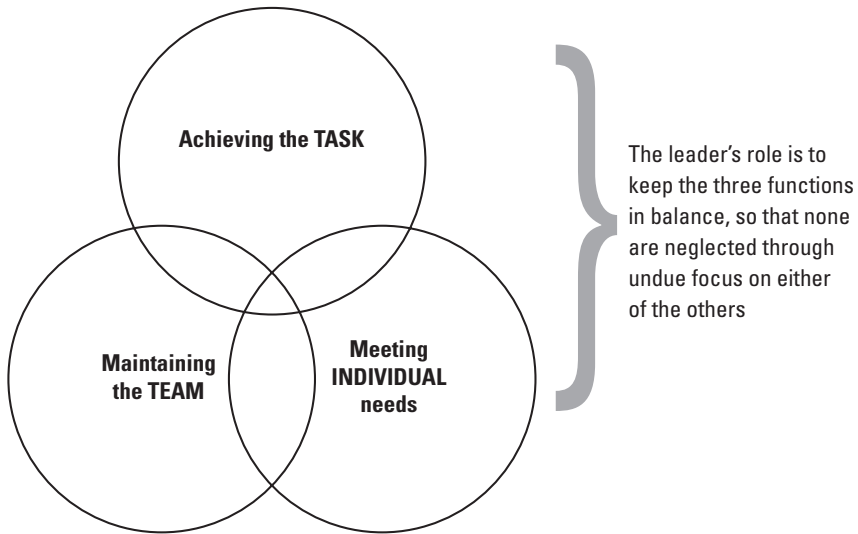 Achieving the TASK
Maintaining
the TEAM
Meeting
INDIVIDUAL
needs
The leader’s role is to
keep the three functions
in balance, so that none
are neglected through
undue focus on either
of the others